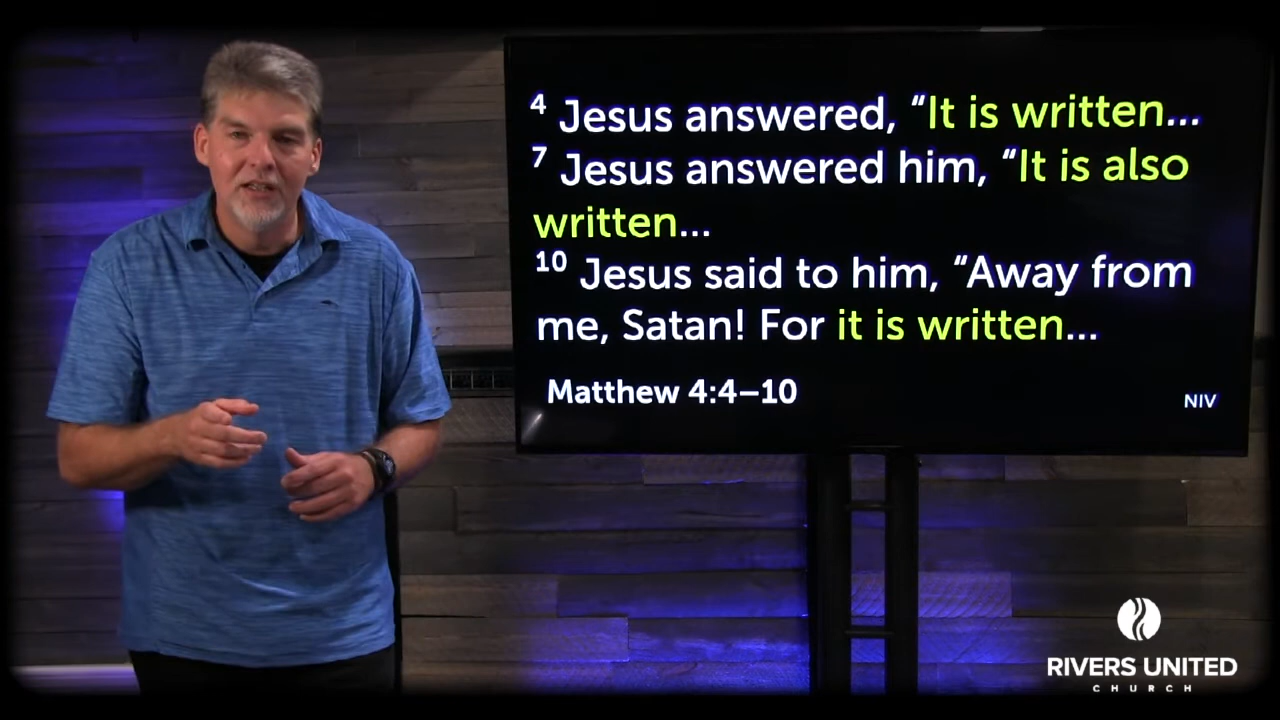 ⁴ Jesus answered, “It is written...
⁷ Jesus answered him, “It is also
written...
¹⁰ Jesus said to him, “Away from
me, Satan! For it is written...
Matthew 4:4–10
NIV
RIVERS UNITED
CHURCH